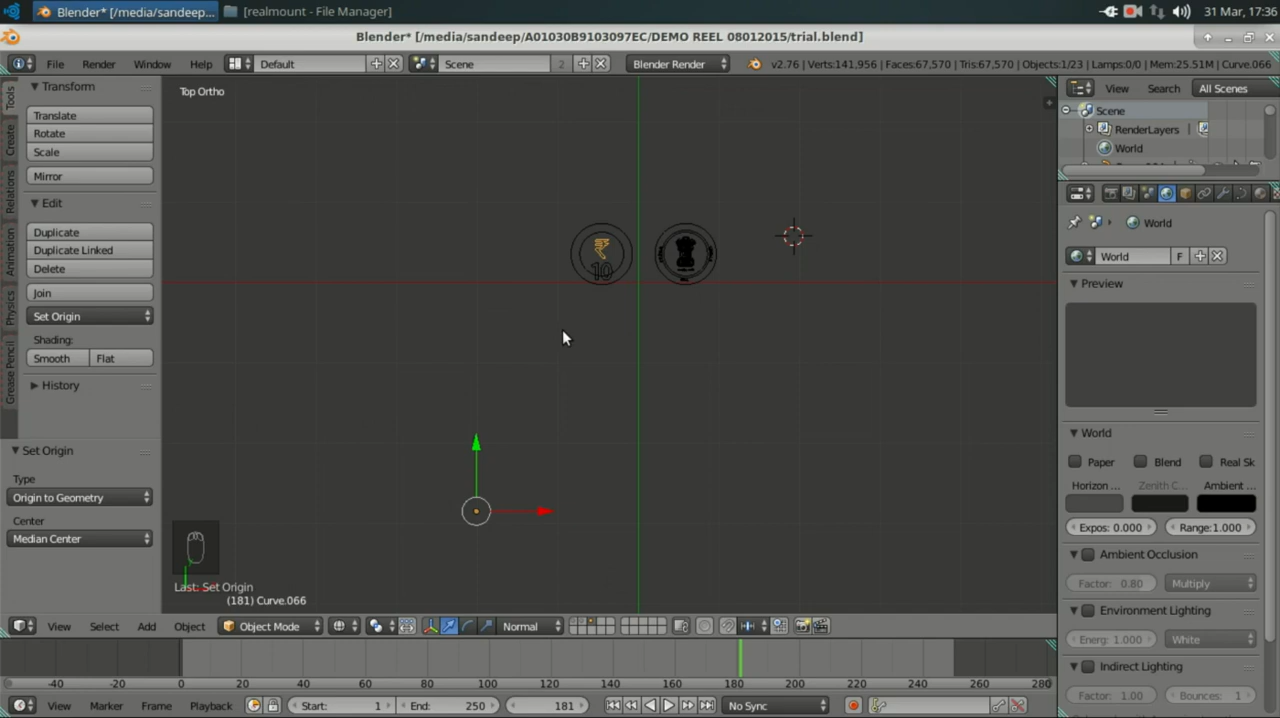 Blender* [/media/sandeep... [realmount - File Manager] 31 Mar, 17:36
Blender* [/media/sandeep/A01030B9103097EC/DEMO REEL 08012015/trial.blend]
File Render Window Help Default Scene 2 Blender Render v2.76 | Verts:141,956 | Faces:67,570 | Tris:67,570 | Objects:1/23 | Lamps:0/0 | Mem:25.51M | Curve.066
Tools
Create
Relations
Animation
Physics
Grease Pencil
Transform
Translate
Rotate
Scale
Mirror
Edit
Duplicate
Duplicate Linked
Delete
Join
Set Origin
Shading:
Smooth Flat
History
Set Origin
Type
Origin to Geometry
Center
Median Center
Top Ortho
₹
10
Last: Set Origin
(181) Curve.066
View Search All Scenes
Scene
RenderLayers
World
World
World F
Preview
World
Paper Blend Real Sk
Horizon ... Zenith C... Ambient ...
Expos: 0.000 Range:1.000
Ambient Occlusion
Factor: 0.80 Multiply
Environment Lighting
Energ: 1.000 White
Indirect Lighting
Factor: 1.00 Bounces: 1
View Select Add Object Object Mode Normal
-40 -20 0 20 40 60 80 100 120 140 160 180 200 220 240 260 280
View Marker Frame Playback Start: 1 End: 250 181 No Sync